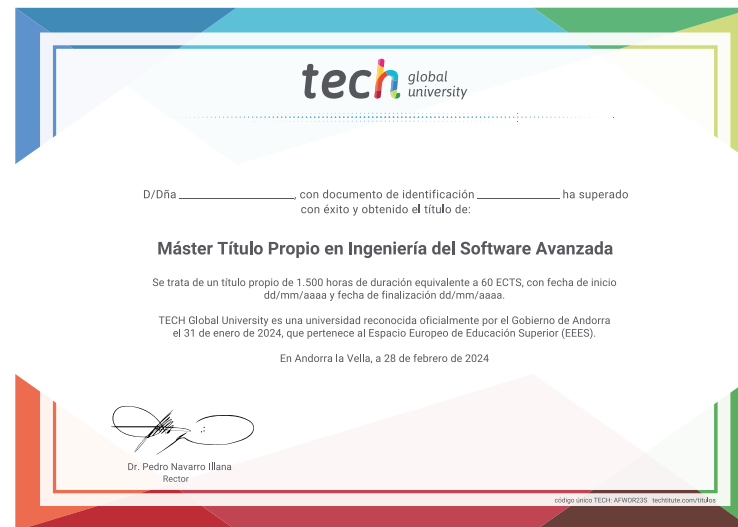 tech global university
D/Dña ____________________, con documento de identificación ______________ ha superado
con éxito y obtenido el título de:
Máster Título Propio en Ingeniería del Software Avanzada
Se trata de un título propio de 1.500 horas de duración equivalente a 60 ECTS, con fecha de inicio
dd/mm/aaaa y fecha de finalización dd/mm/aaaa.
TECH Global University es una universidad reconocida oficialmente por el Gobierno de Andorra
el 31 de enero de 2024, que pertenece al Espacio Europeo de Educación Superior (EEES).
En Andorra la Vella, a 28 de febrero de 2024
Dr. Pedro Navarro Illana
Rector
código único TECH: AFWOR23S techtitute.com/titulos